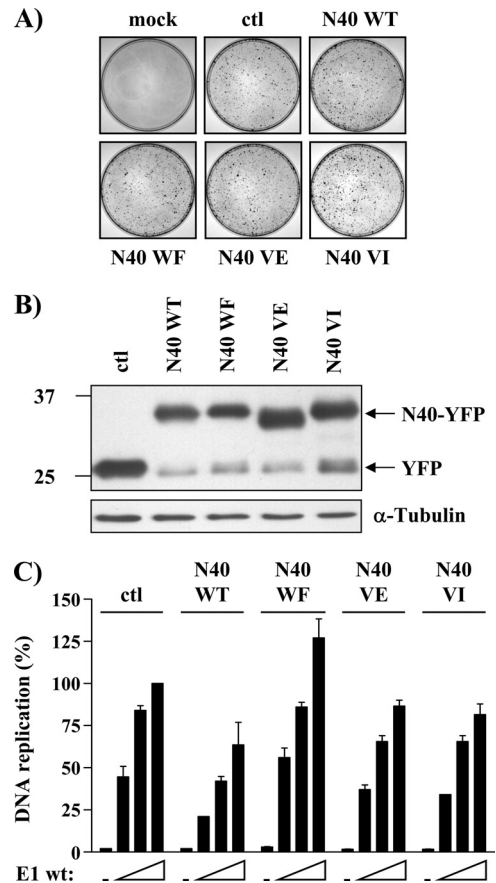 A)
mock ctl N40 WT
N40 WF N40 VE N40 VI
B)
ctl N40 WT N40 WF N40 VE N40 VI
37
N40-YFP
YFP
25
α-Tubulin
C)
N40 N40 N40 N40
ctl WT WF VE VI
150
125
100
75
50
25
0
DNA replication (%)
E1 wt: - - - - -